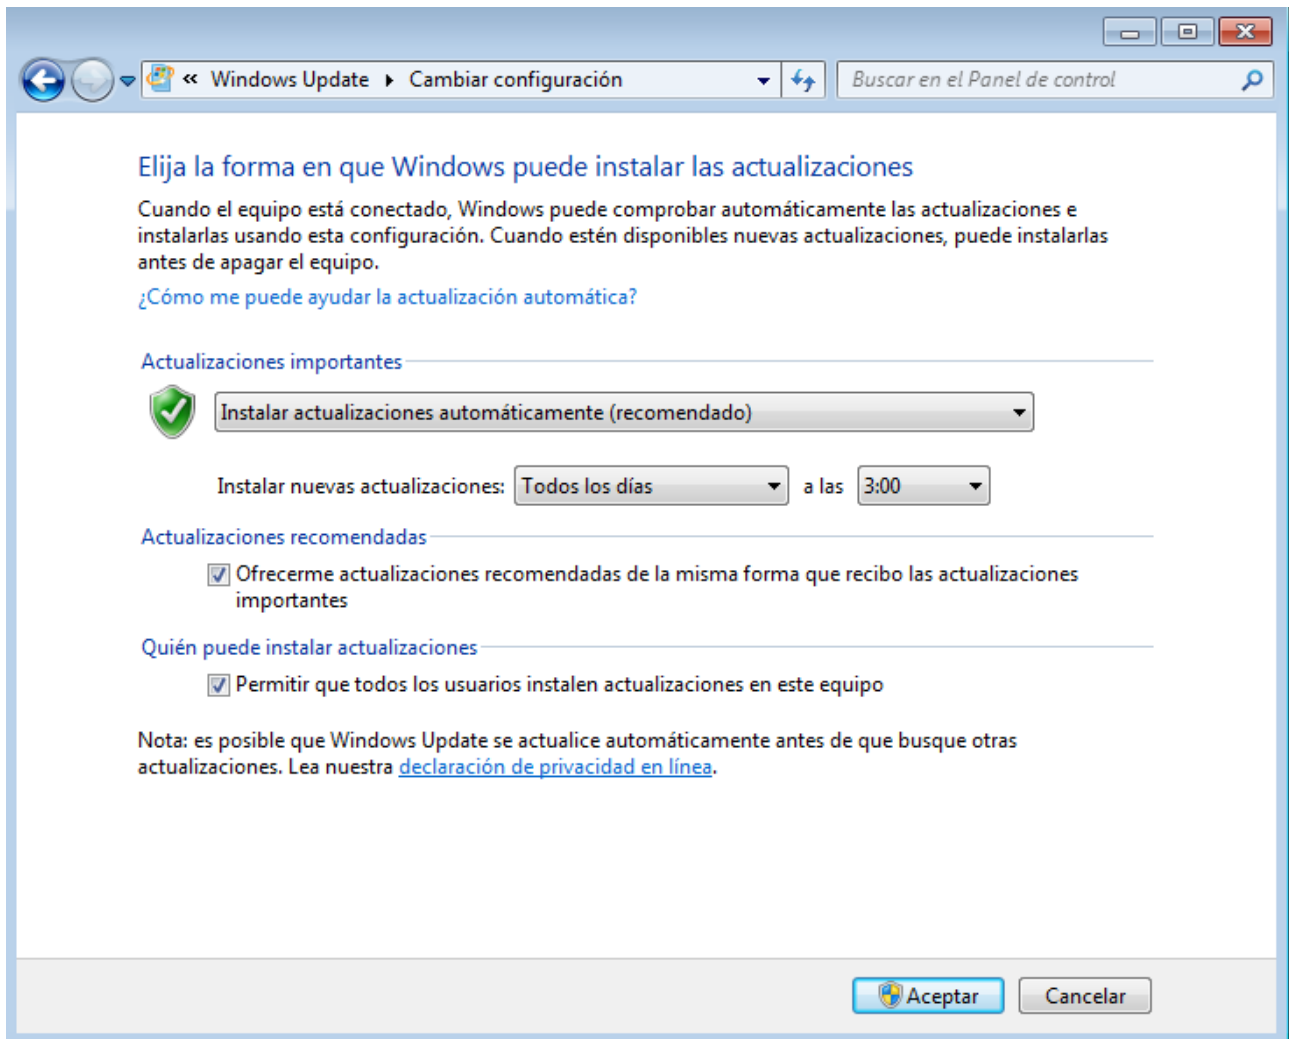 « Windows Update ▸ Cambiar configuración
Buscar en el Panel de control
Elija la forma en que Windows puede instalar las actualizaciones
Cuando el equipo está conectado, Windows puede comprobar automáticamente las actualizaciones e
instalarlas usando esta configuración. Cuando estén disponibles nuevas actualizaciones, puede instalarlas
antes de apagar el equipo.
¿Cómo me puede ayudar la actualización automática?
Actualizaciones importantes
Instalar actualizaciones automáticamente (recomendado)
Instalar nuevas actualizaciones: Todos los días a las 3:00
Actualizaciones recomendadas
Ofrecerme actualizaciones recomendadas de la misma forma que recibo las actualizaciones
importantes
Quién puede instalar actualizaciones
Permitir que todos los usuarios instalen actualizaciones en este equipo
Nota: es posible que Windows Update se actualice automáticamente antes de que busque otras
actualizaciones. Lea nuestra declaración de privacidad en línea.
Aceptar Cancelar